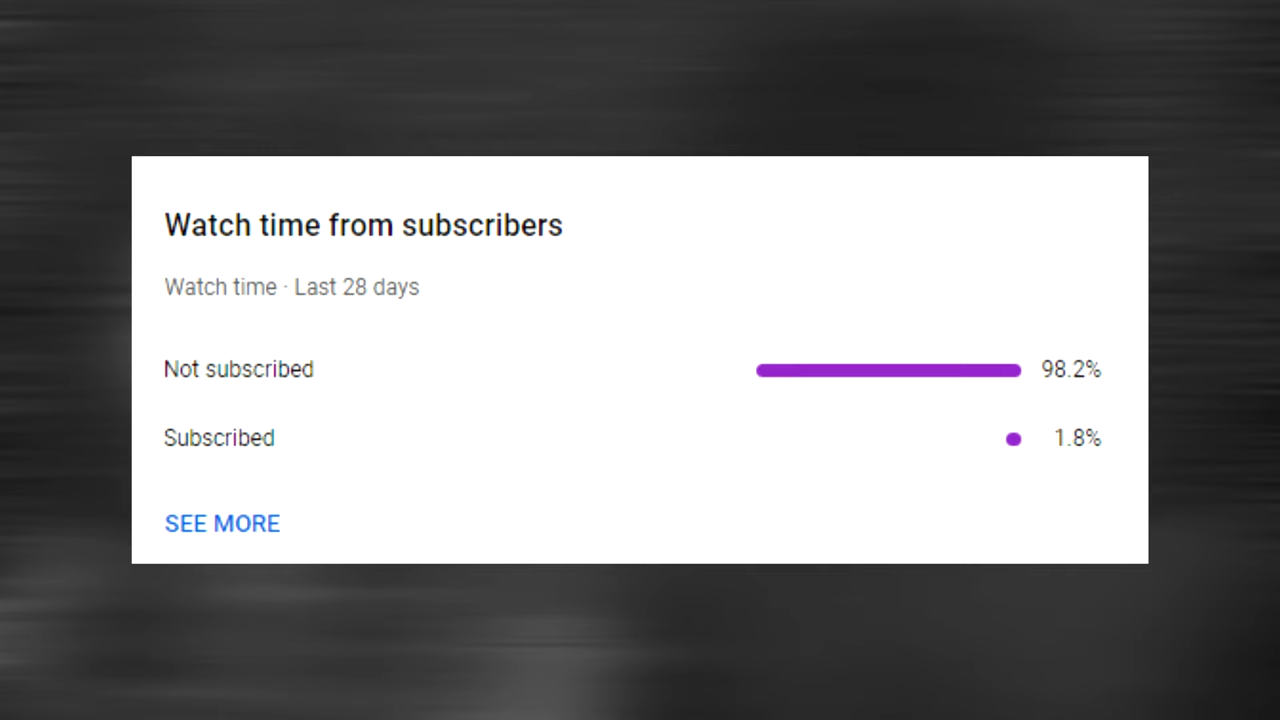 Watch time from subscribers
Watch time · Last 28 days
Not subscribed 98.2%
Subscribed 1.8%
SEE MORE